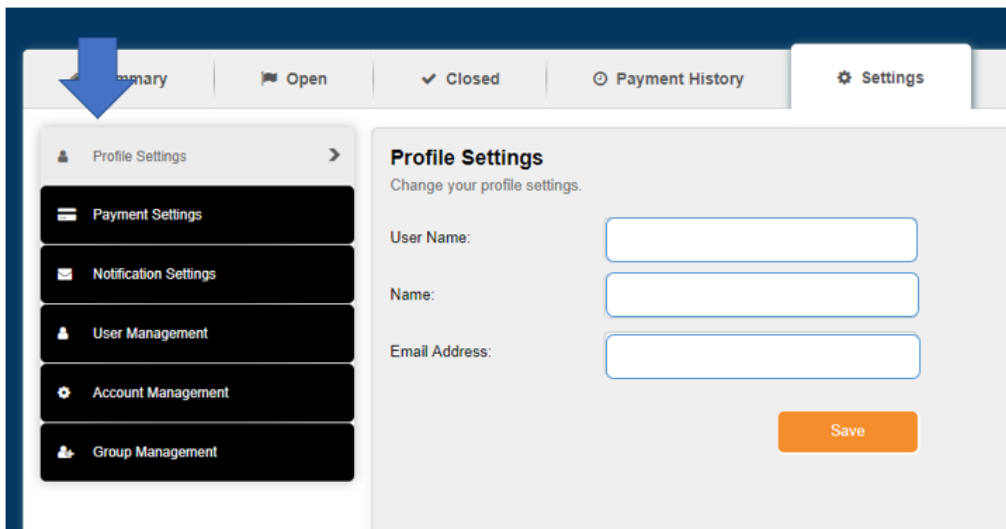 Open
Closed
Payment History
Settings
Profile Settings
Payment Settings
Notification Settings
User Management
Account Management
Group Management
Profile Settings
Change your profile settings.
User Name:
Name:
Email Address:
Save